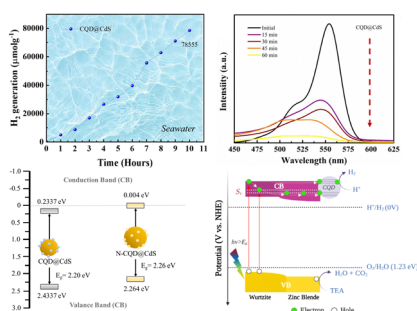 CQD@CdS
80000
60000
40000
20000
0
78555
Seawater
0 1 2 3 4 5 6 7 8 9 10 11
Time (Hours)
H₂ generation (μmolg⁻¹)
Initial
15 min
30 min
45 min
60 min
CQD@CdS
Intensity (a.u.)
450 475 500 525 550 575 600 625
Wavelength (nm)
-1.0
0.0
0.5
1.0
1.5
2.0
2.5
3.0
Conduction Band (CB)
0.2337 eV
0.004 eV
CQD@CdS
N-CQD@CdS
Eg= 2.20 eV
Eg= 2.26 eV
2.4337 eV
2.264 eV
Valance Band (CB)
Potential (V vs. NHE)
CB
CQD
H₂
H⁺
H⁺/H₂ (0V)
O₂/H₂O (1.23 eV)
H₂O + CO₂
VB
TEA
Wurtzite
Zinc Blende
Electron
Hole